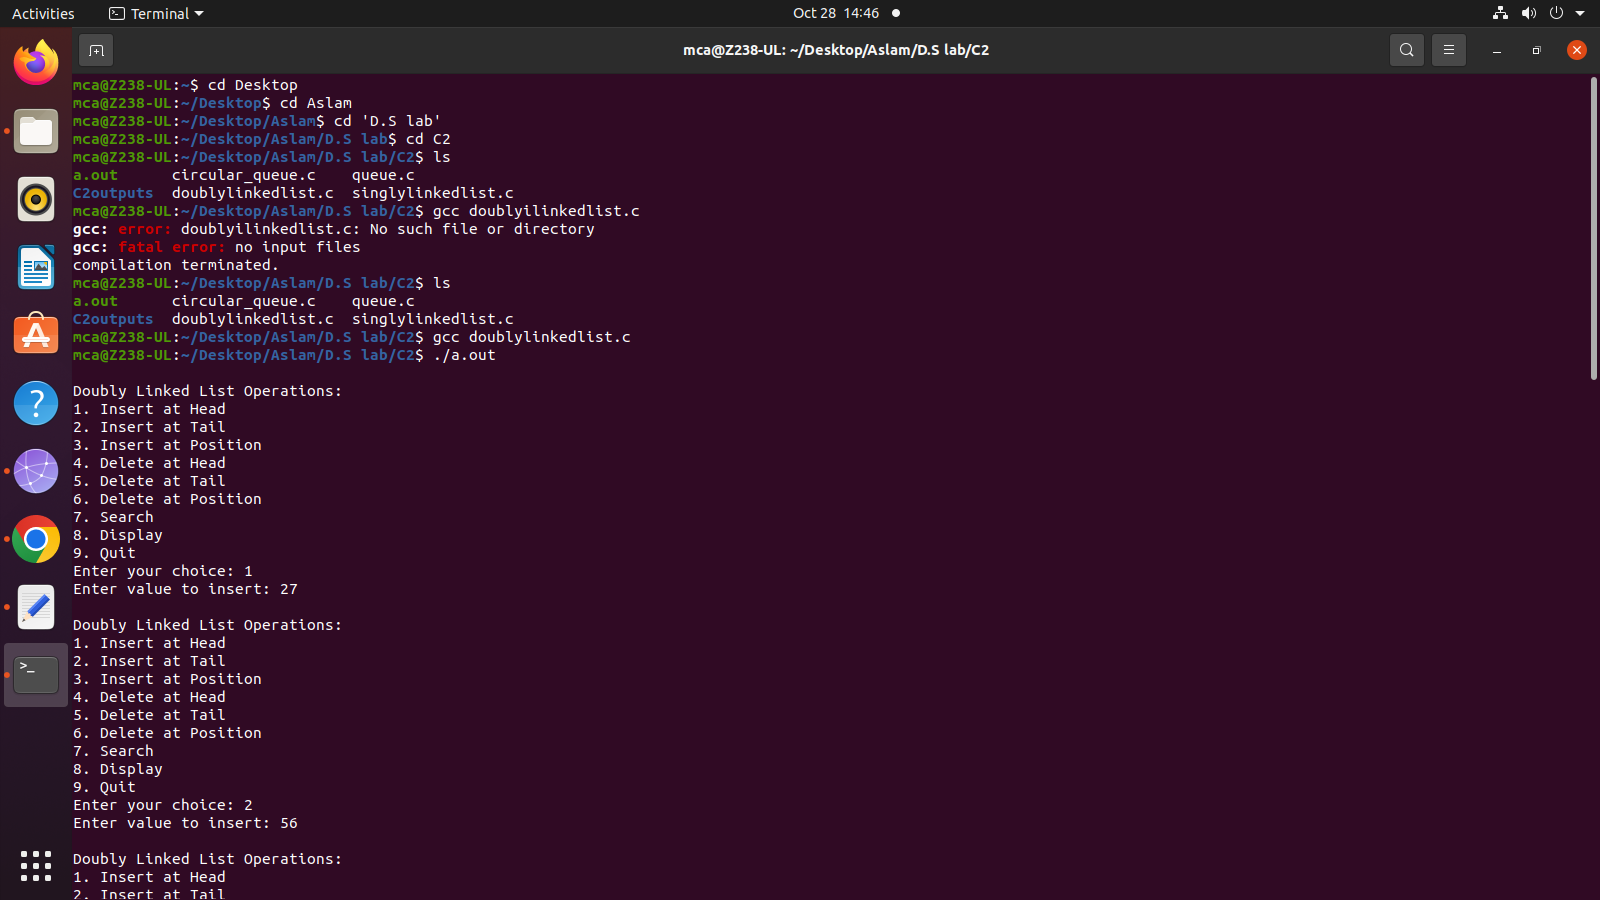 Activities Terminal Oct 28 14:46
mca@Z238-UL: ~/Desktop/Aslam/D.S lab/C2
mca@Z238-UL:~$ cd Desktop
mca@Z238-UL:~/Desktop$ cd Aslam
mca@Z238-UL:~/Desktop/Aslam$ cd 'D.S lab'
mca@Z238-UL:~/Desktop/Aslam/D.S lab$ cd C2
mca@Z238-UL:~/Desktop/Aslam/D.S lab/C2$ ls
a.out      circular_queue.c    queue.c
C2outputs  doublylinkedlist.c  singlylinkedlist.c
mca@Z238-UL:~/Desktop/Aslam/D.S lab/C2$ gcc doublyilinkedlist.c
gcc: error: doublyilinkedlist.c: No such file or directory
gcc: fatal error: no input files
compilation terminated.
mca@Z238-UL:~/Desktop/Aslam/D.S lab/C2$ ls
a.out      circular_queue.c    queue.c
C2outputs  doublylinkedlist.c  singlylinkedlist.c
mca@Z238-UL:~/Desktop/Aslam/D.S lab/C2$ gcc doublylinkedlist.c
mca@Z238-UL:~/Desktop/Aslam/D.S lab/C2$ ./a.out
Doubly Linked List Operations:
1. Insert at Head
2. Insert at Tail
3. Insert at Position
4. Delete at Head
5. Delete at Tail
6. Delete at Position
7. Search
8. Display
9. Quit
Enter your choice: 1
Enter value to insert: 27
Doubly Linked List Operations:
1. Insert at Head
2. Insert at Tail
3. Insert at Position
4. Delete at Head
5. Delete at Tail
6. Delete at Position
7. Search
8. Display
9. Quit
Enter your choice: 2
Enter value to insert: 56
Doubly Linked List Operations:
1. Insert at Head
2. Insert at Tail